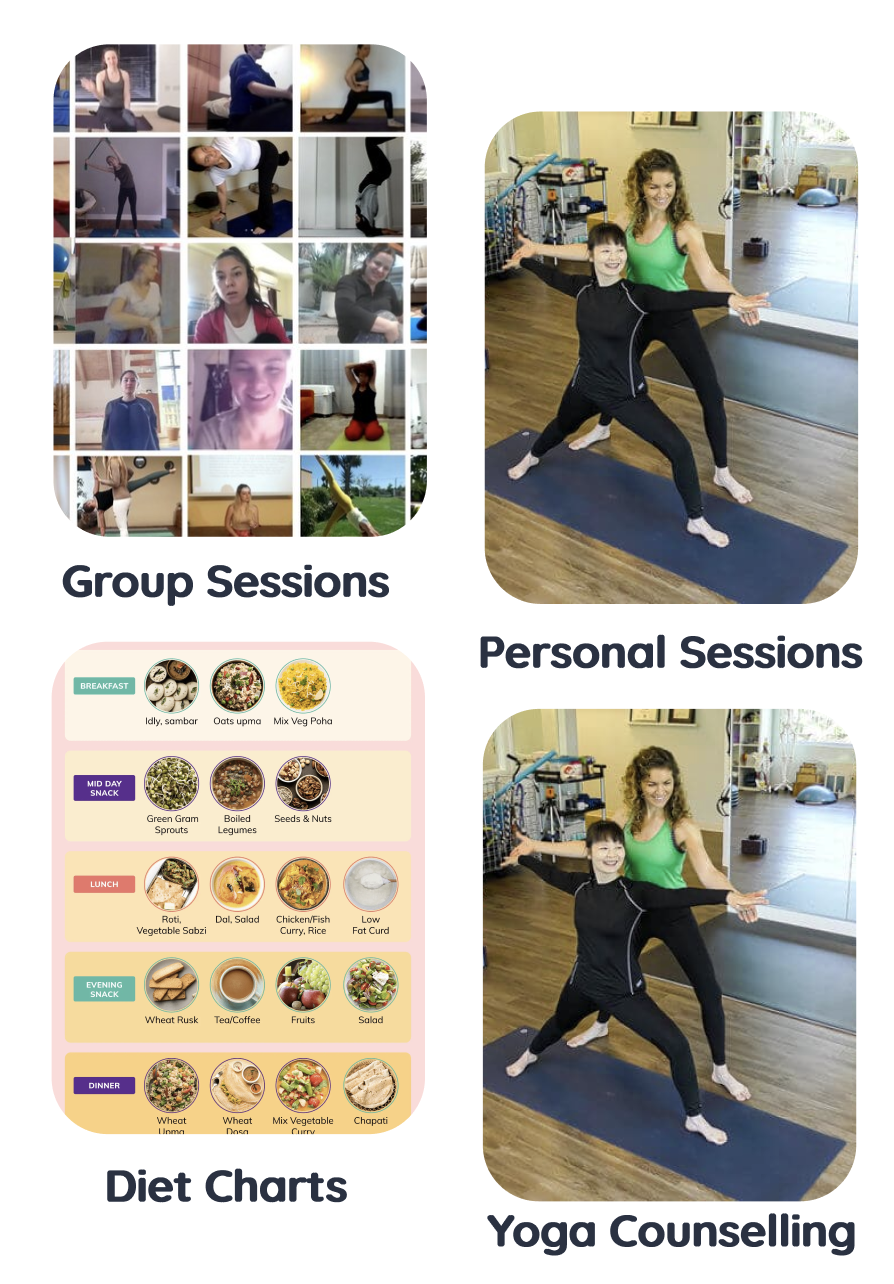 Group Sessions
Personal Sessions
BREAKFAST
Idly, sambar
Oats upma
Mix Veg Poha
MID DAY
SNACK
Green Gram
Sprouts
Boiled
Legumes
Seeds & Nuts
LUNCH
Roti,
Vegetable Sabzi
Dal, Salad
Chicken/Fish
Curry, Rice
Low
Fat Curd
EVENING
SNACK
Wheat Rusk
Tea/Coffee
Fruits
Salad
DINNER
Wheat
Upma
Wheat
Dosa
Mix Vegetable
Curry
Chapati
Diet Charts
Yoga Counselling